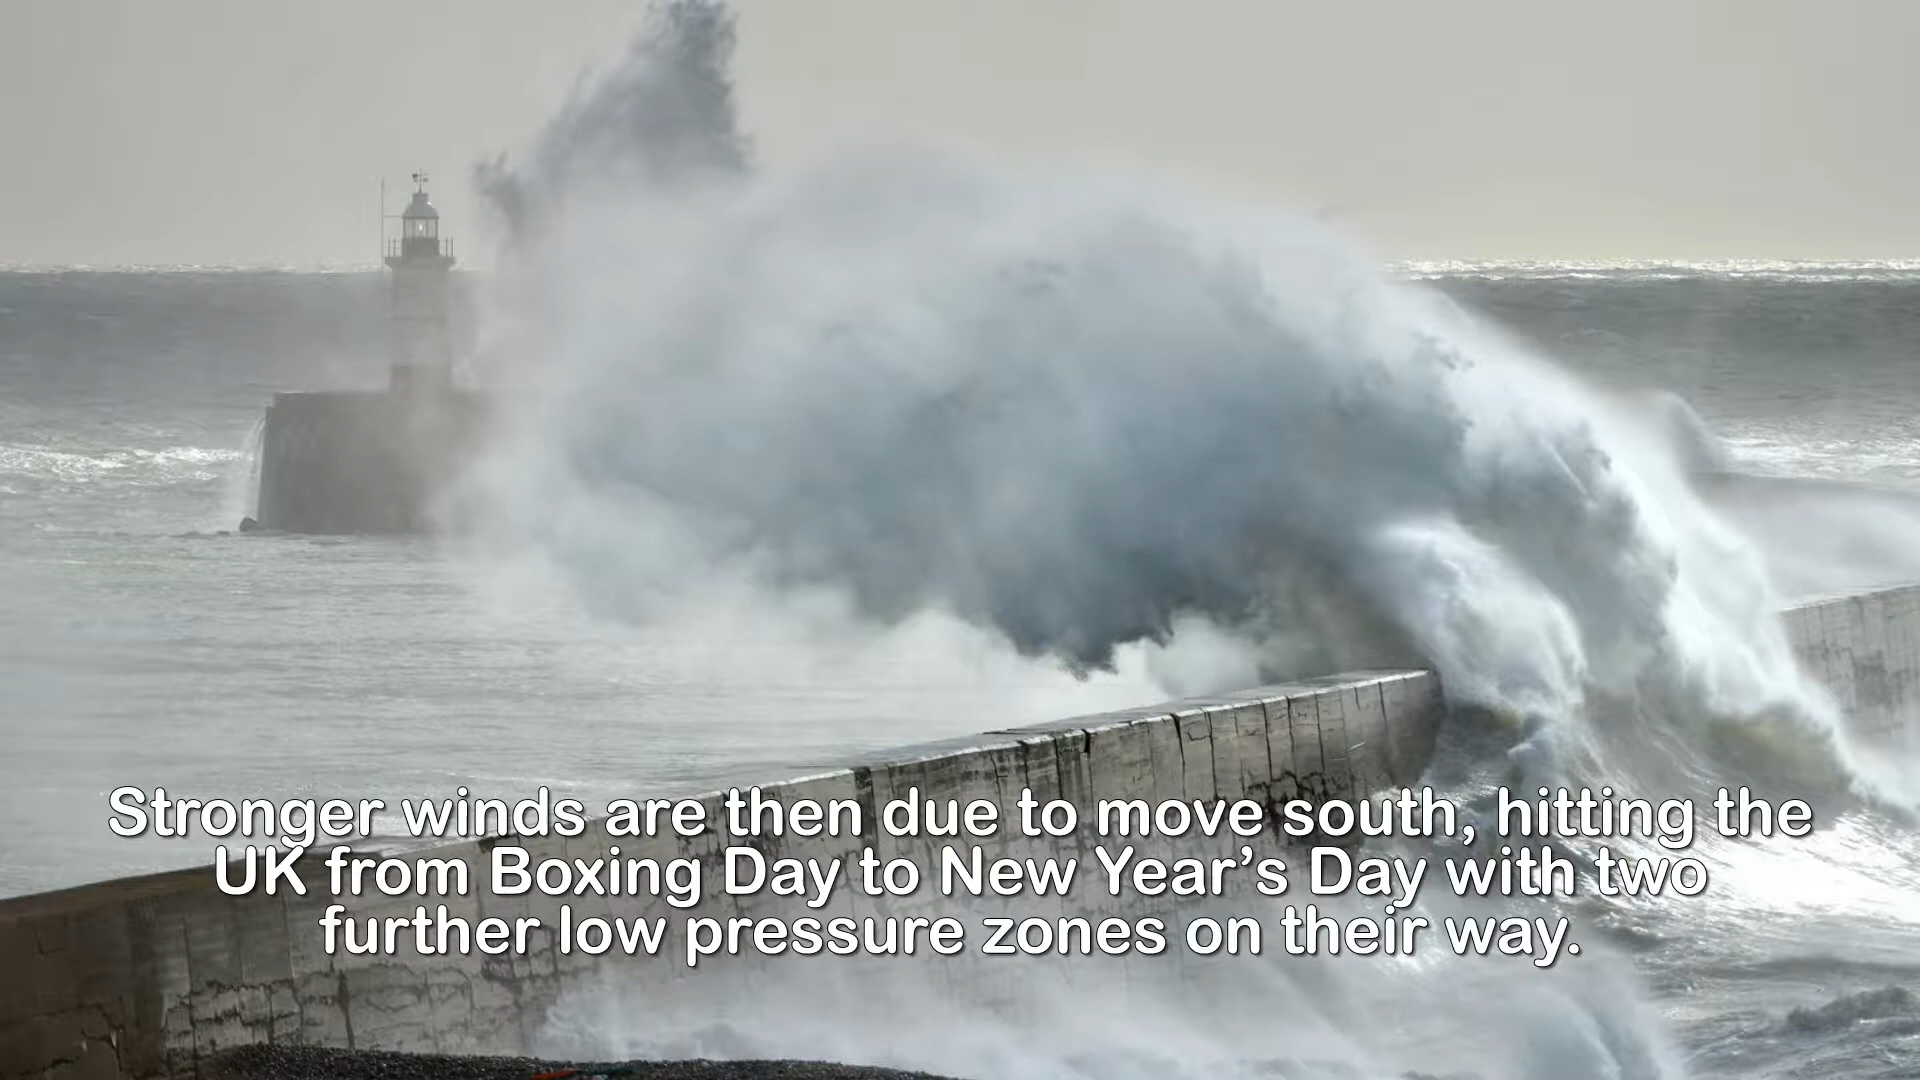 Stronger winds are then due to move south, hitting the
UK from Boxing Day to New Year’s Day with two
further low pressure zones on their way.